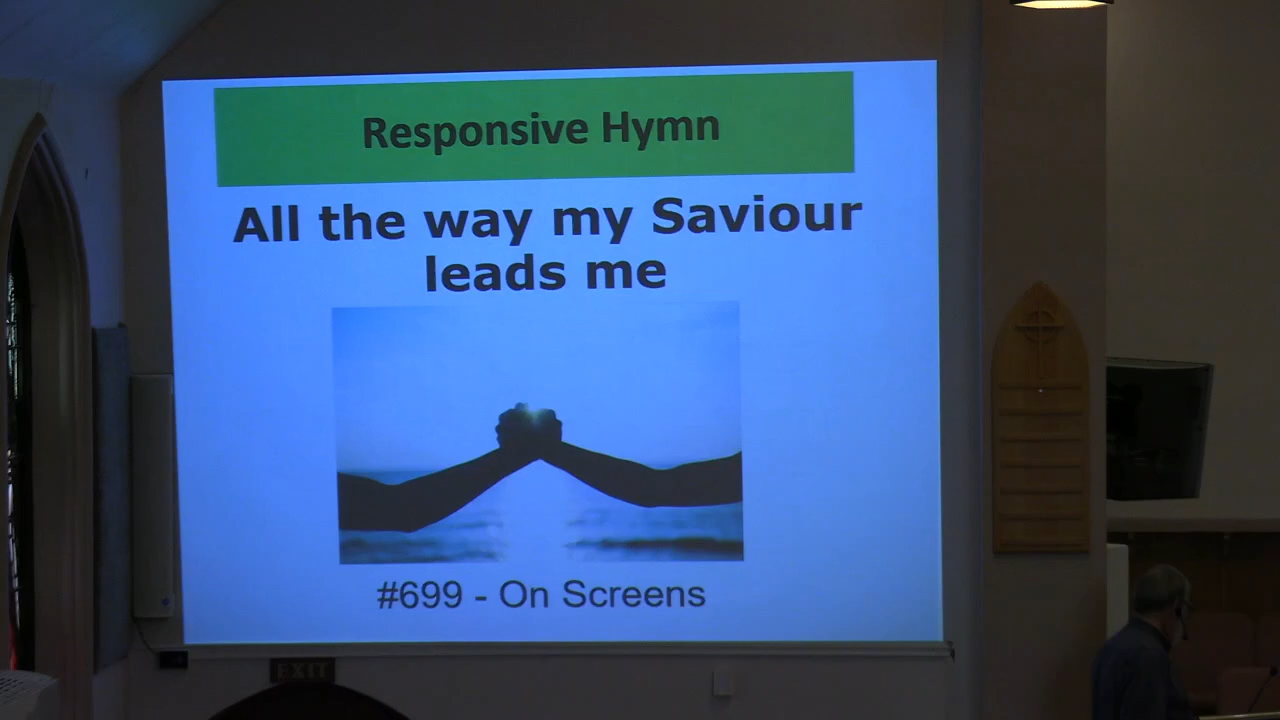 Responsive Hymn
All the way my Saviour
leads me
#699 - On Screens
EXIT